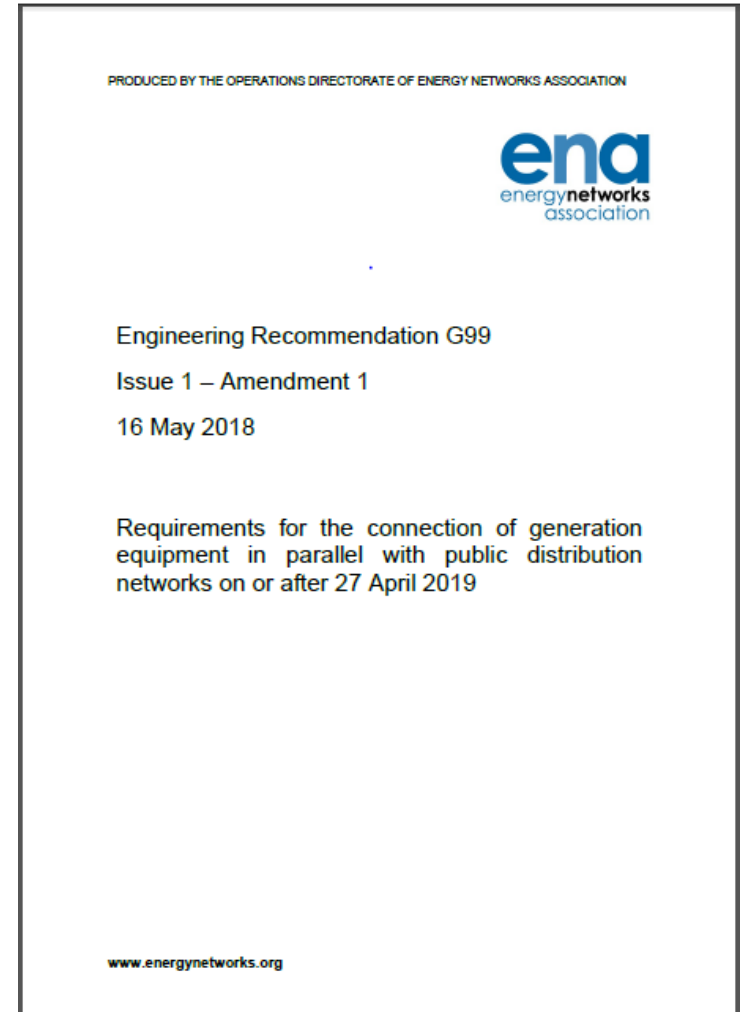 PRODUCED BY THE OPERATIONS DIRECTORATE OF ENERGY NETWORKS ASSOCIATION
ena
energynetworks
association
Engineering Recommendation G99
Issue 1 – Amendment 1
16 May 2018
Requirements for the connection of generation
equipment in parallel with public distribution
networks on or after 27 April 2019
www.energynetworks.org